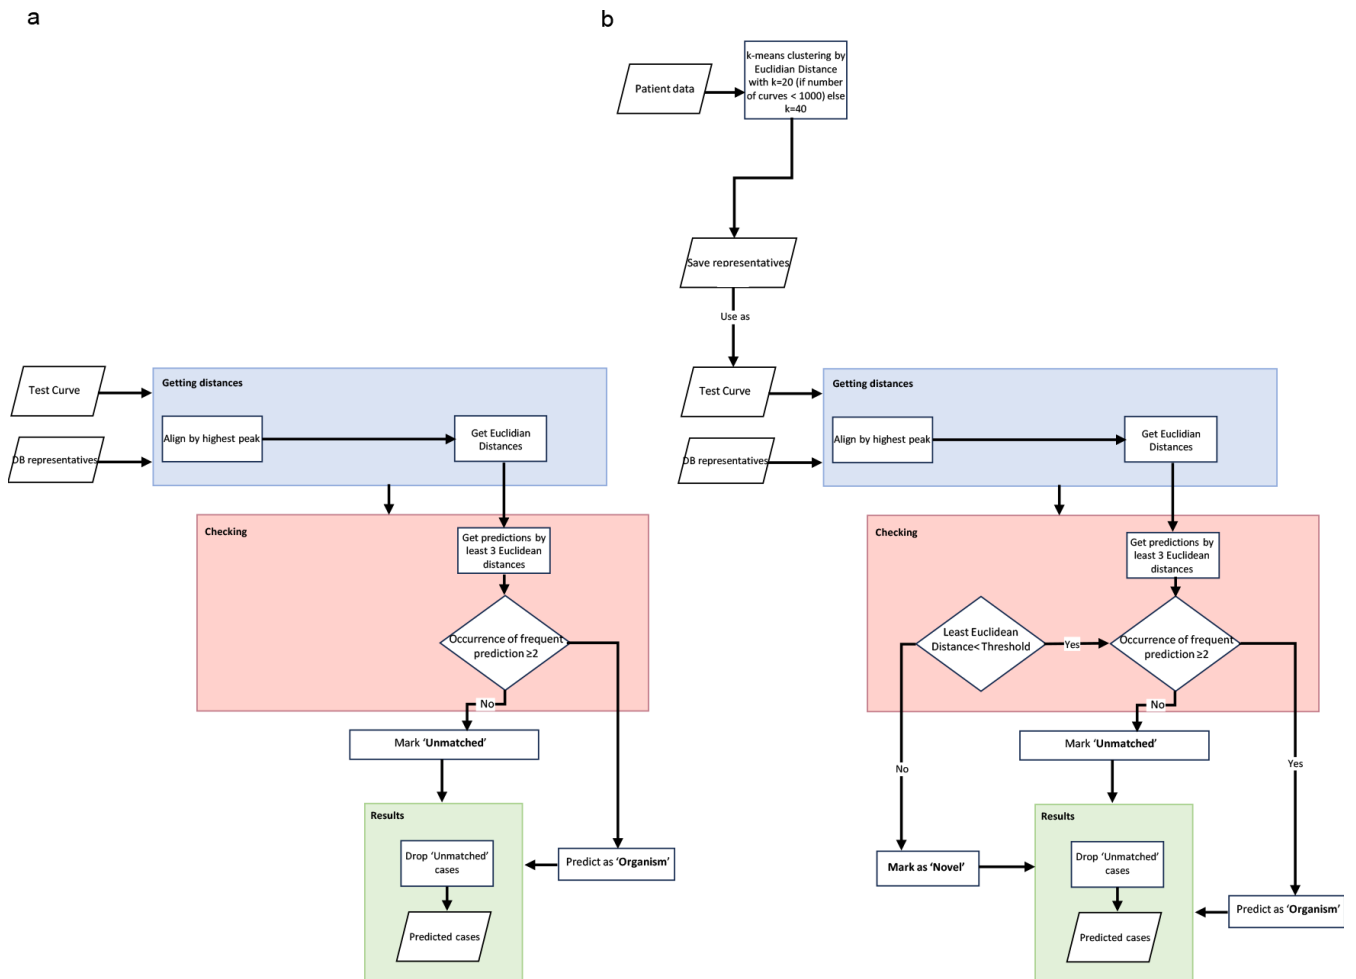 a
Test Curve
DB representatives
Getting distances
Align by highest peak
Get Euclidian
Distances
Checking
Get predictions by
least 3 Euclidean
distances
Occurrence of frequent
prediction ≥2
No
Mark ‘Unmatched’
Results
Drop ‘Unmatched’
cases
Predicted cases
Predict as ‘Organism’
b
Patient data
k-means clustering by
Euclidian Distance
with k=20 (if number
of curves < 1000) else
k=40
Save representatives
Use as
Test Curve
DB representatives
Getting distances
Align by highest peak
Get Euclidian
Distances
Checking
Get predictions by
least 3 Euclidean
distances
Least Euclidean
Distance< Threshold
Yes
Occurrence of frequent
prediction ≥2
No
Mark ‘Unmatched’
No
Yes
Mark as ‘Novel’
Results
Drop ‘Unmatched’
cases
Predicted cases
Predict as ‘Organism’